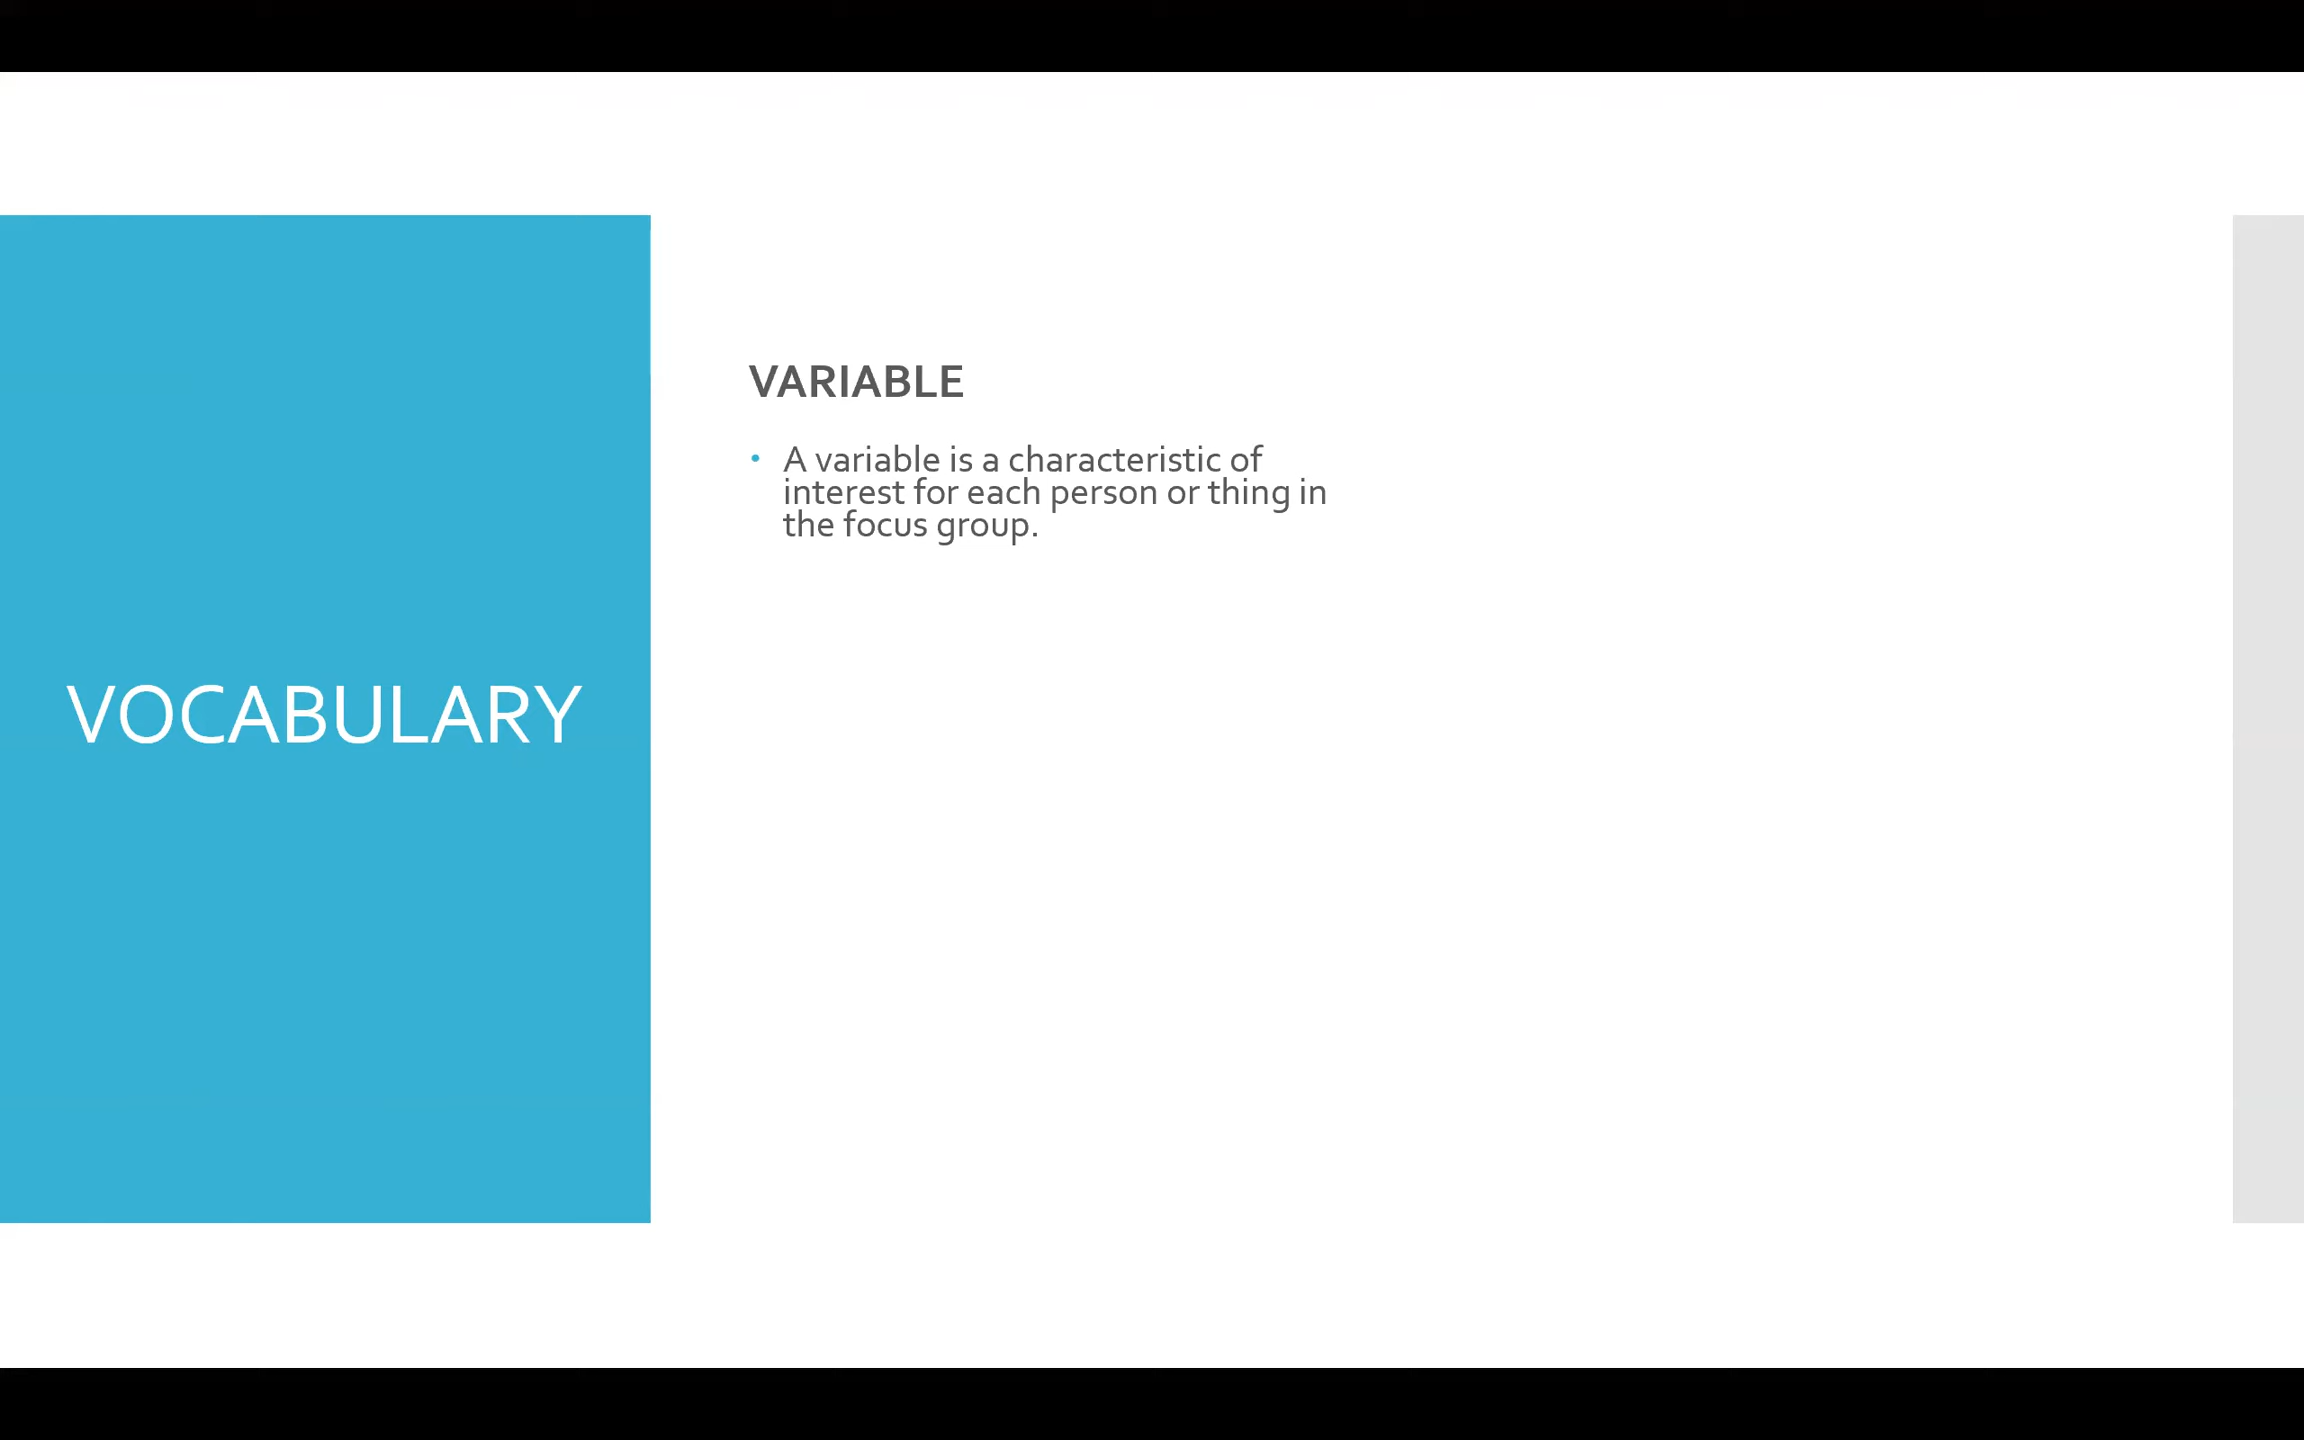 VOCABULARY
VARIABLE
• A variable is a characteristic of
interest for each person or thing in
the focus group.